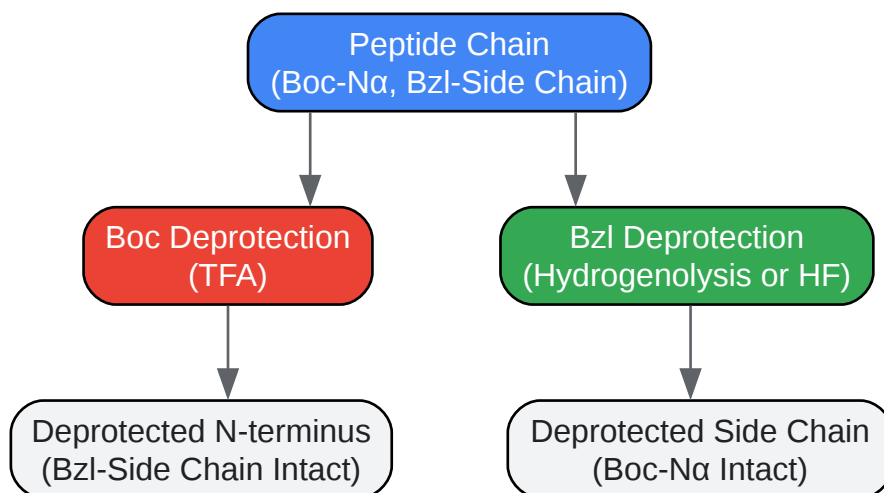 Peptide Chain
(Boc-Nα, Bzl-Side Chain)
Boc Deprotection
(TFA)
Bzl Deprotection
(Hydrogenolysis or HF)
Deprotected N-terminus
(Bzl-Side Chain Intact)
Deprotected Side Chain
(Boc-Nα Intact)